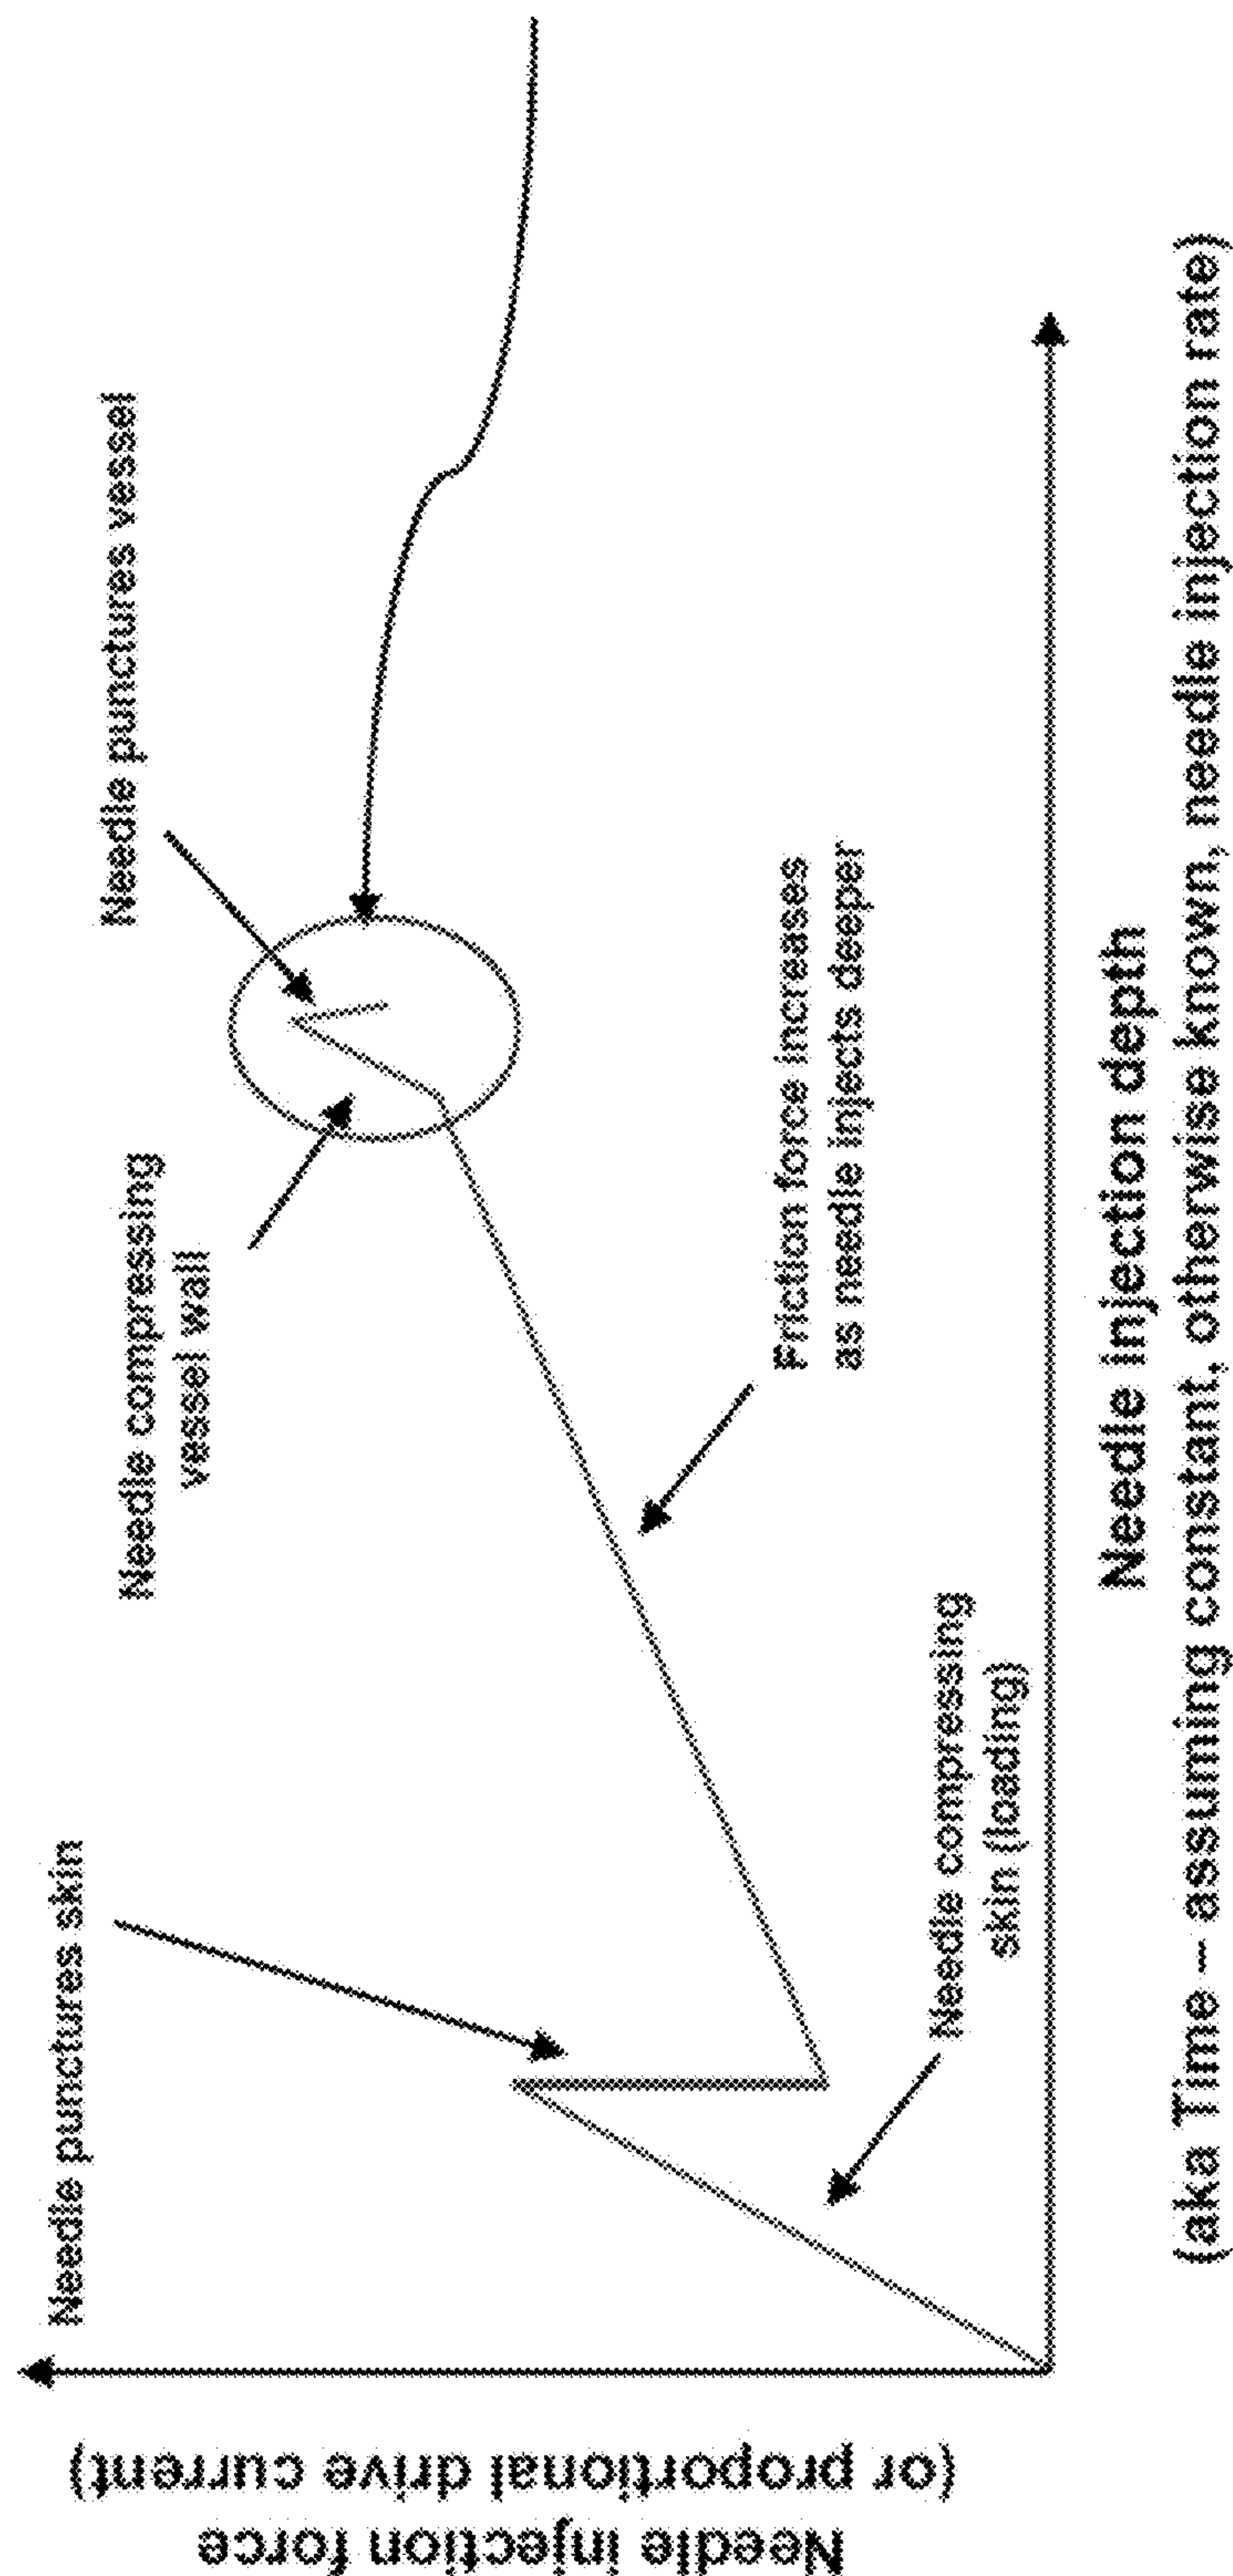 Needle injection force
(or proportional drive current)
Needle punctures skin
Needle compressing
vessel wall
Needle punctures vessel
Friction force increases
as needle injects deeper
Needle compressing
skin (loading)
Needle injection depth
(aka Time – assuming constant, otherwise known, needle injection rate)